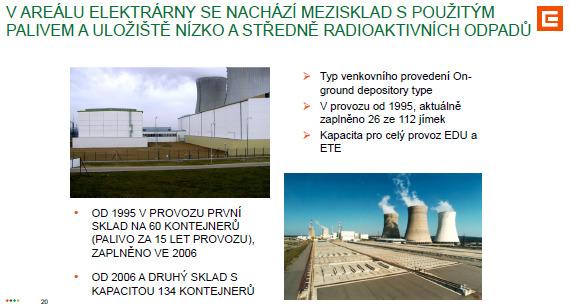 V AREÁLU ELEKTRÁRNY SE NACHÁZÍ MEZISKLAD S POUŽITÝM
PALIVEM A ULOŽIŠTĚ NÍZKO A STŘEDNĚ RADIOAKTIVNÍCH ODPADŮ
Typ venkovního provedení On-
ground depository type
V provozu od 1995, aktuálně
zaplněno 26 ze 112 jímek
Kapacita pro celý provoz EDU a
ETE
OD 1995 V PROVOZU PRVNÍ
SKLAD NA 60 KONTEJNERŮ
(PALIVO ZA 15 LET PROVOZU),
ZAPLNĚNO VE 2006
OD 2006 A DRUHÝ SKLAD S
KAPACITOU 134 KONTEJNERŮ
20